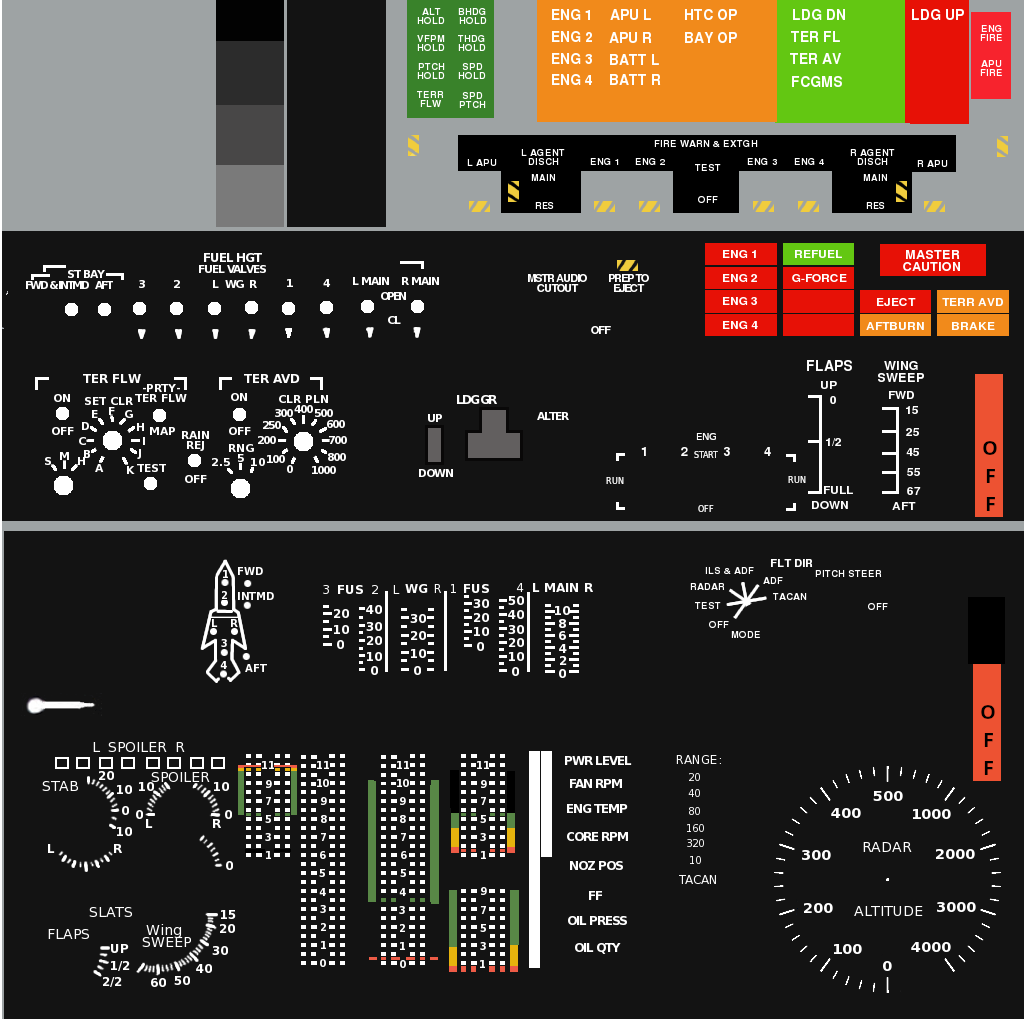 ALT HOLD
BHDG HOLD
VFPM HOLD
THDG HOLD
PTCH HOLD
SPD HOLD
TERR FLW
SPD PTCH
ENG 1 APU L HTC OP
ENG 2 APU R BAY OP
ENG 3 BATT L
ENG 4 BATT R
LDG DN
TER FL
TER AV
FCGMS
LDG UP
ENG FIRE
APU FIRE
FIRE WARN & EXTGH
L APU
L AGENT
DISCH
MAIN
RES
ENG 1 ENG 2
TEST
OFF
ENG 3 ENG 4
R AGENT
DISCH
MAIN
RES
R APU
FUEL HGT
FUEL VALVES
ST BAY
FWD & INTMD AFT
3 2 L WG R 1 4
L MAIN R MAIN
OPEN
CL
MSTR AUDIO
CUTOUT
PREP TO
EJECT
OFF
ENG 1
ENG 2
ENG 3
ENG 4
REFUEL
G-FORCE
MASTER
CAUTION
EJECT TERR AVD
AFTBURN BRAKE
TER FLW
-PRTY-
ON SET CLR TER FLW
OFF MAP
A B C D E F G H I J K
S M H
TEST
RAIN
REJ
OFF
TER AVD
ON CLR PLN
OFF
RNG
2.5 5 10
0 100 200 250 300 400 500 600 700 800 1000
LDG GR
UP
DOWN
ALTER
ENG
1 2 START 3 4
RUN RUN
OFF
FLAPS
UP
0
1/2
FULL
DOWN
WING
SWEEP
FWD
15
25
45
55
67
AFT
OFF
1
2
L R
3
4
FWD
INTMD
AFT
3 FUS 2 L WG R 1 FUS 4 L MAIN R
20
10
0
40
30
20
10
0
30
20
10
0
30
20
10
0
50
40
30
20
10
0
10
8
6
4
2
0
ILS & ADF
FLT DIR
PITCH STEER
RADAR ADF
TEST TACAN
OFF
MODE
OFF
OFF
L SPOILER R
STAB
20
10
0
10
SPOILER
10 10
0 0
L R
L R
0
SLATS
FLAPS
UP
1/2
2/2
Wing
SWEEP
15
20
30
40
50
60
11
9
7
5
3
1
11
10
9
8
7
6
5
4
3
2
1
0
11
10
9
8
7
6
5
4
3
2
1
0
11
9
7
5
3
1
9
7
5
3
1
PWR LEVEL
FAN RPM
ENG TEMP
CORE RPM
NOZ POS
FF
OIL PRESS
OIL QTY
RANGE:
20
40
80
160
320
10
TACAN
500
400 1000
300 RADAR 2000
200 ALTITUDE 3000
100 4000
0